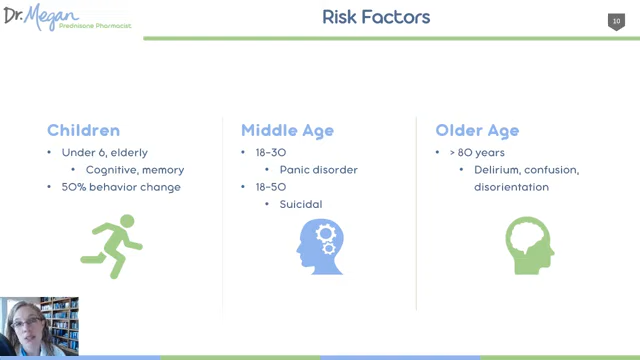 Dr. Megan
Prednisone Pharmacist
Risk Factors
10
Children
• Under 6, elderly
• Cognitive, memory
• 50% behavior change
Middle Age
• 18-30
• Panic disorder
• 18-50
• Suicidal
Older Age
• > 80 years
• Delirium, confusion,
disorientation